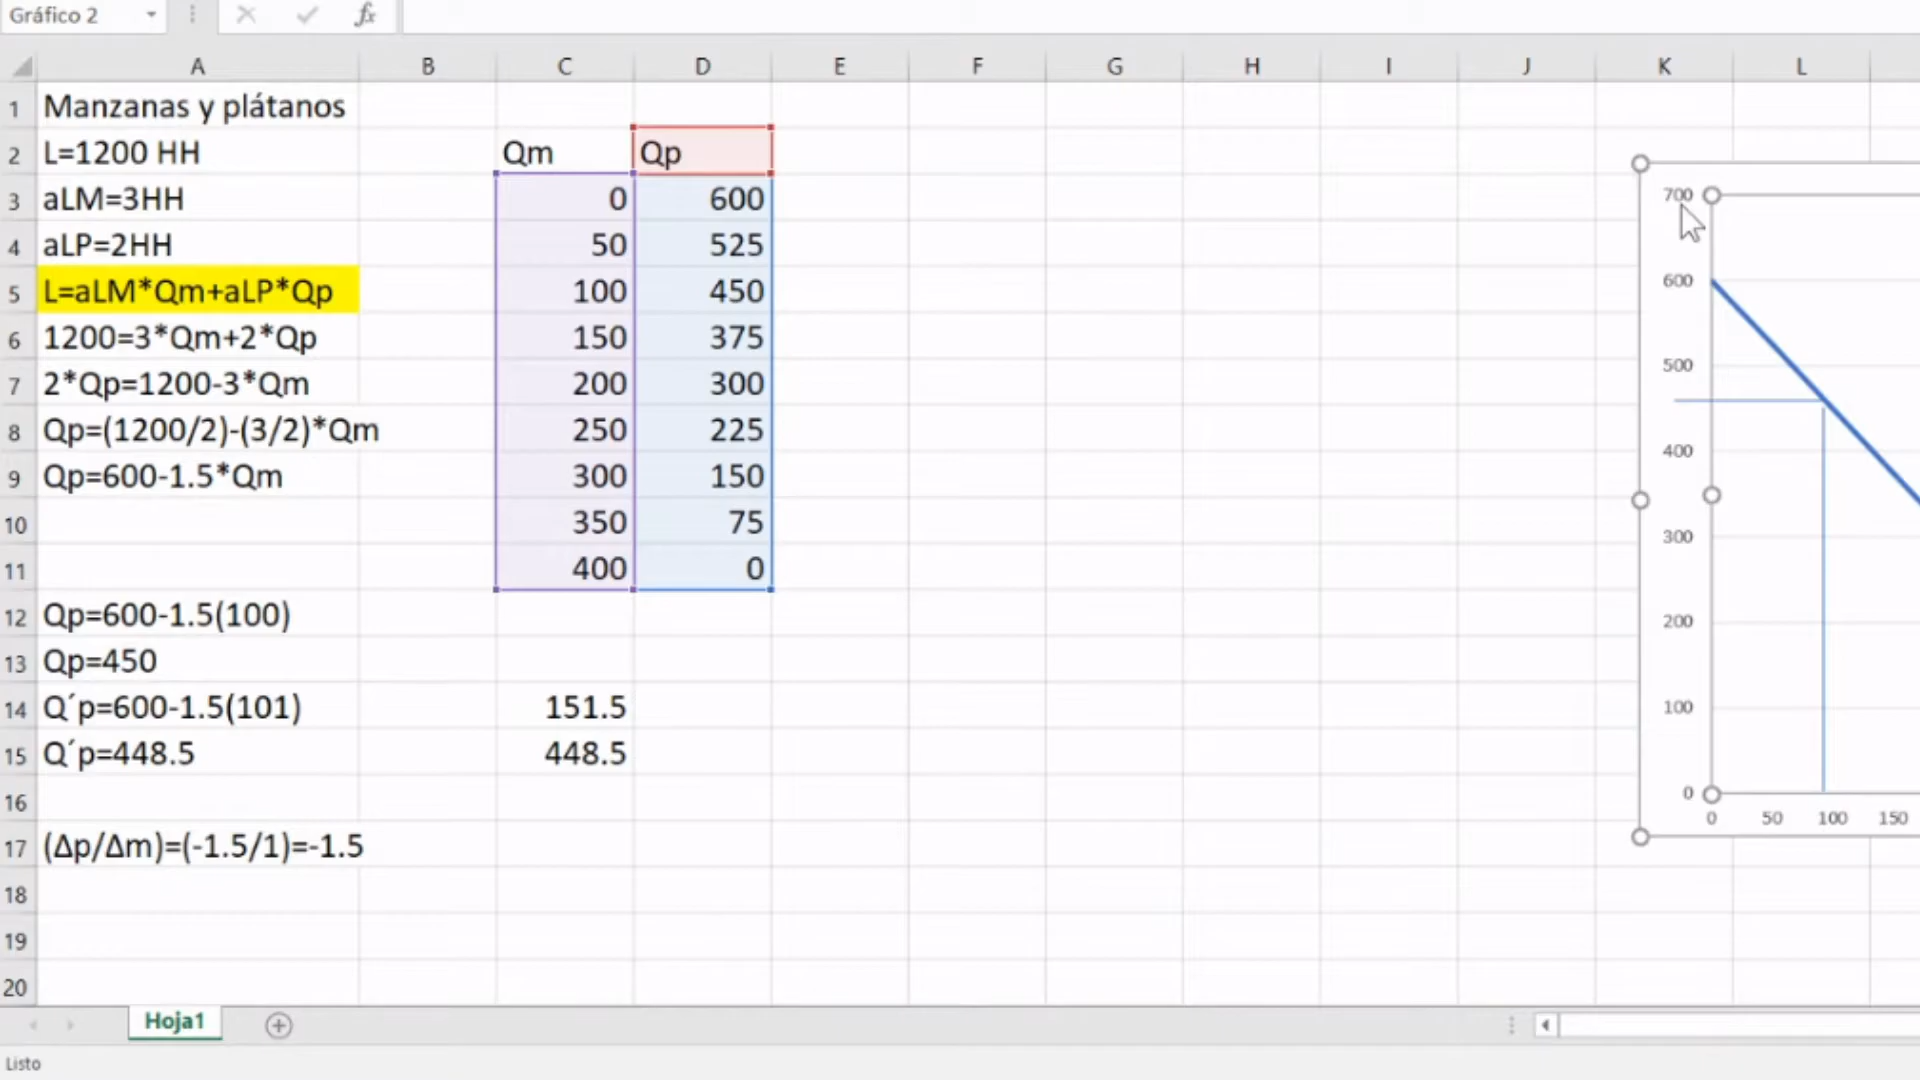 Gráfico 2
fx
A B C D E F G H I J K L
1 Manzanas y plátanos
2 L=1200 HH Qm Qp
3 aLM=3HH 0 600
4 aLP=2HH 50 525
5 L=aLM*Qm+aLP*Qp 100 450
6 1200=3*Qm+2*Qp 150 375
7 2*Qp=1200-3*Qm 200 300
8 Qp=(1200/2)-(3/2)*Qm 250 225
9 Qp=600-1.5*Qm 300 150
10 350 75
11 400 0
12 Qp=600-1.5(100)
13 Qp=450
14 Q´p=600-1.5(101) 151.5
15 Q´p=448.5 448.5
16
17 (Δp/Δm)=(-1.5/1)=-1.5
18
19
20
700
600
500
400
300
200
100
0
0 50 100 150
Hoja1
Listo